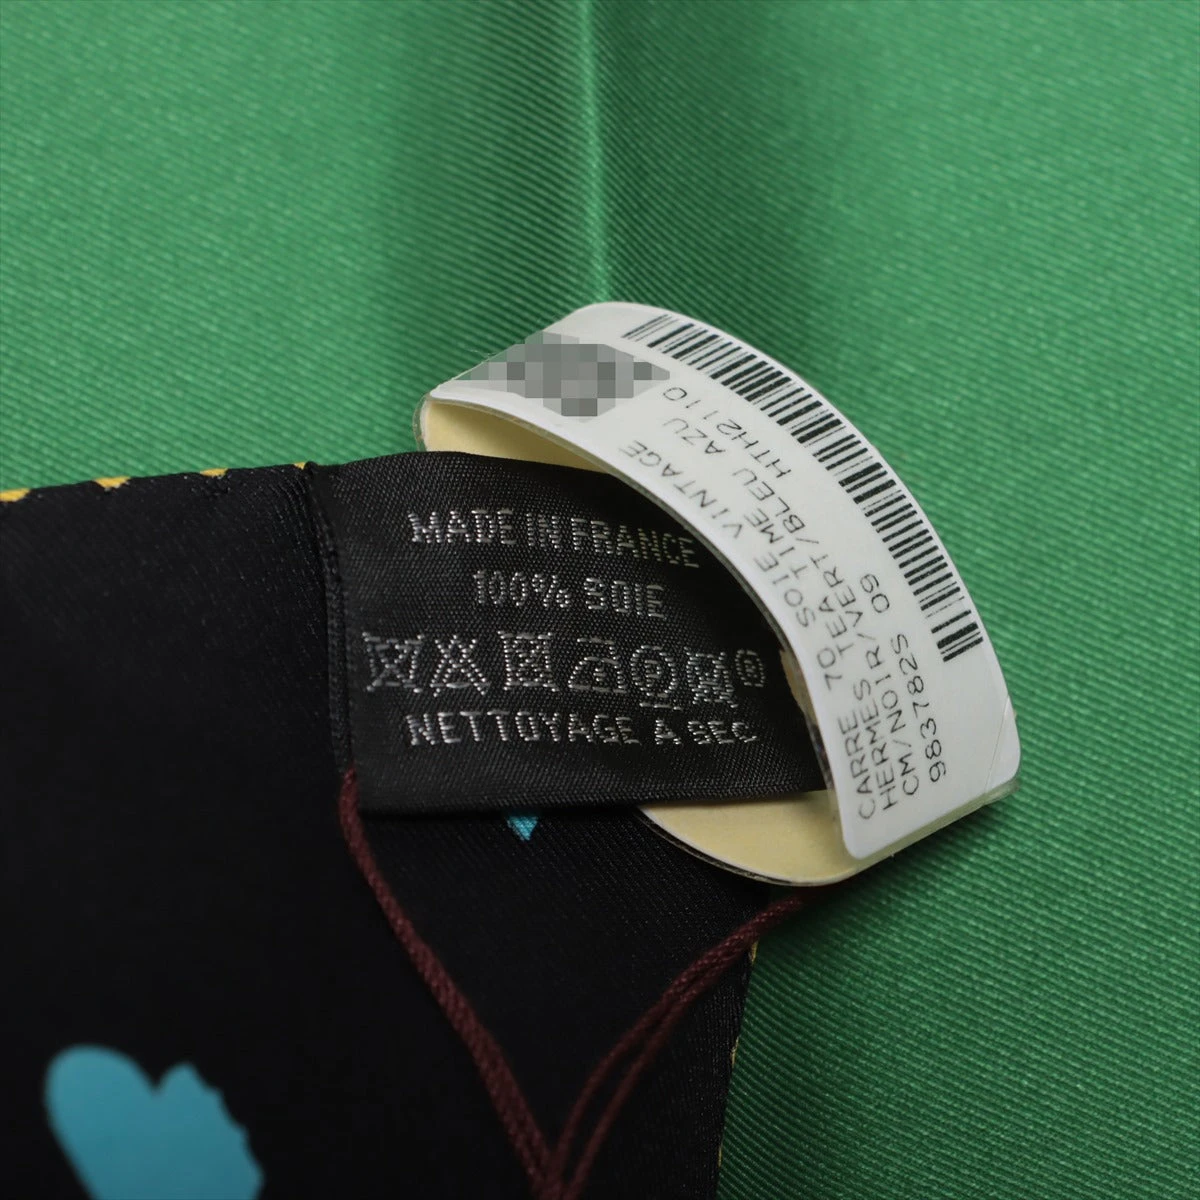 MADE IN FRANCE
100% SOIE
P
NETTOYAGE A SEC
CARRE 70 SOIE VINTAGE
HERMES TEA TIME
CM/NOIR/VERT/BLEU AZU
983782S 09 HTH2110